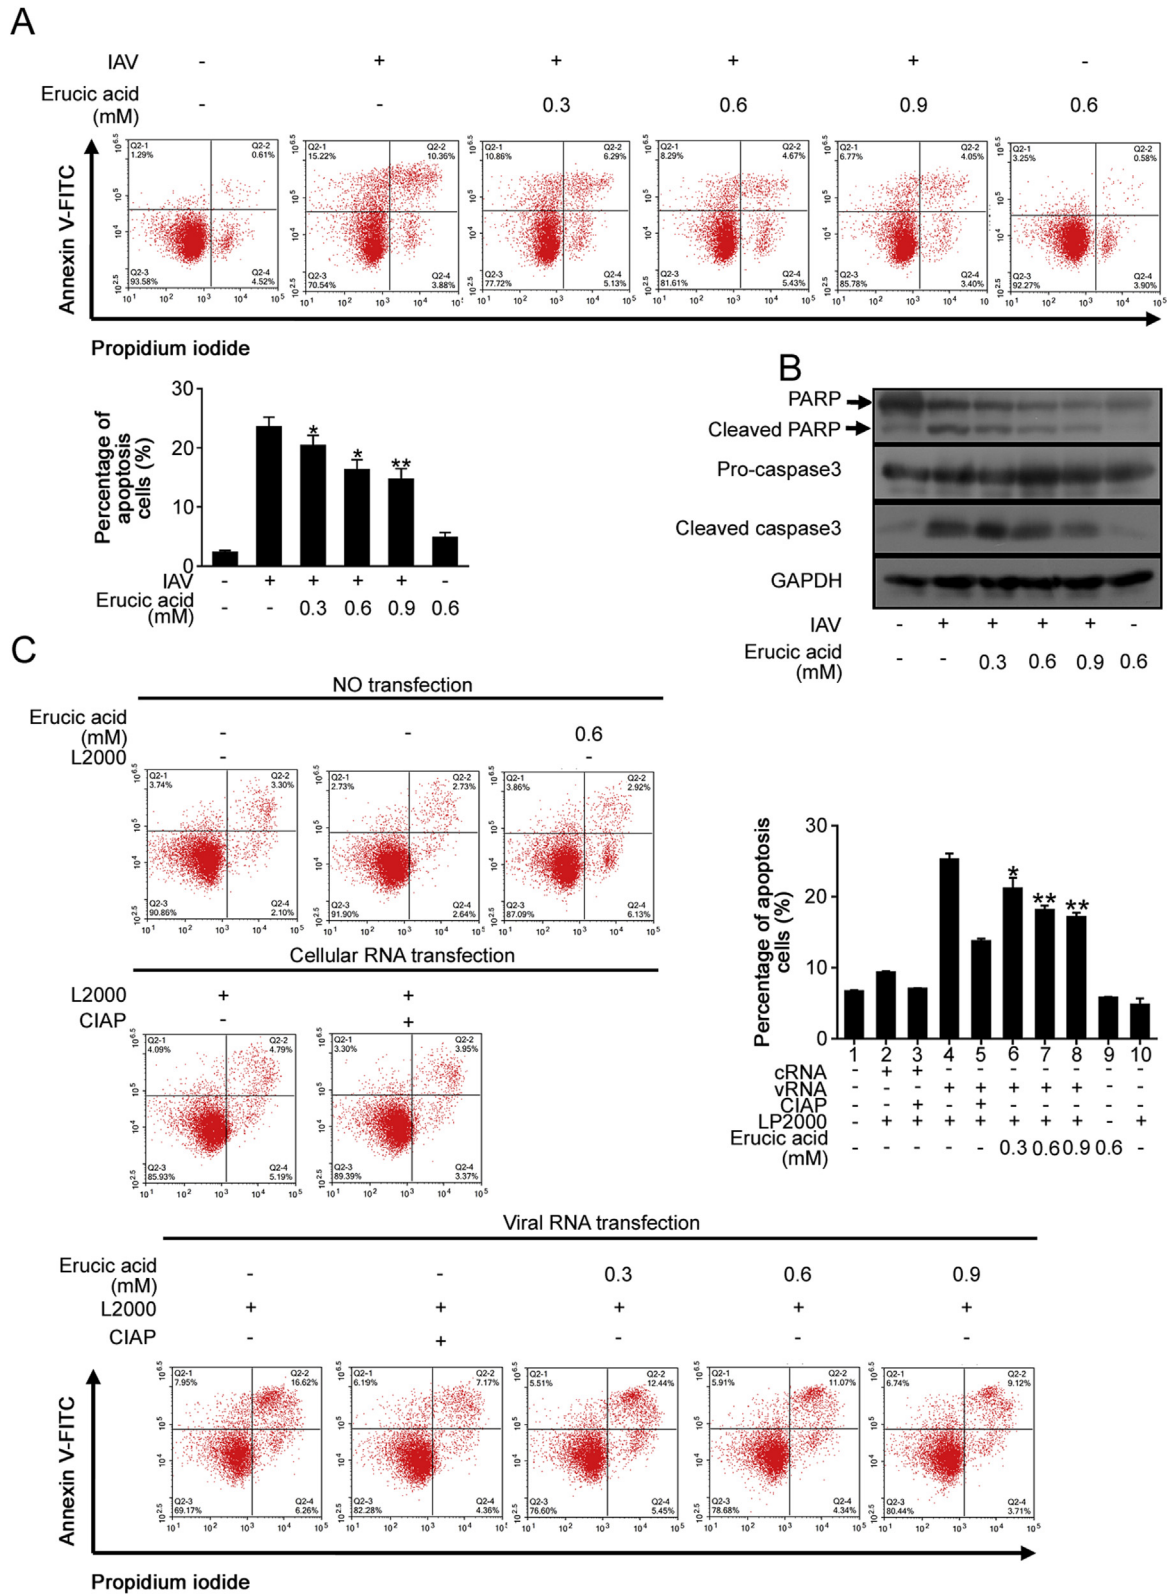 A
IAV - + + + + -
Erucic acid (mM) - - 0.3 0.6 0.9 0.6
Annexin V-FITC
Q2-1 1.29% Q2-2 0.61%
Q2-3 93.58% Q2-4 4.52%
Q2-1 15.22% Q2-2 10.36%
Q2-3 70.54% Q2-4 3.88%
Q2-1 10.86% Q2-2 6.29%
Q2-3 77.72% Q2-4 5.13%
Q2-1 8.29% Q2-2 4.67%
Q2-3 81.61% Q2-4 5.43%
Q2-1 6.77% Q2-2 4.05%
Q2-3 85.78% Q2-4 3.40%
Q2-1 3.25% Q2-2 0.58%
Q2-3 92.27% Q2-4 3.90%
Propidium iodide
Percentage of apoptosis cells (%)
30
20
10
0
* * **
IAV - + + + + -
Erucic acid (mM) - - 0.3 0.6 0.9 0.6
B
PARP
Cleaved PARP
Pro-caspase3
Cleaved caspase3
GAPDH
IAV - + + + + -
Erucic acid (mM) - - 0.3 0.6 0.9 0.6
C
NO transfection
Erucic acid (mM) - - 0.6
L2000 - -
Q2-1 3.74% Q2-2 3.30%
Q2-3 90.86% Q2-4 2.10%
Q2-1 2.73% Q2-2 2.73%
Q2-3 91.90% Q2-4 2.64%
Q2-1 3.86% Q2-2 2.92%
Q2-3 87.09% Q2-4 6.13%
Cellular RNA transfection
L2000 + +
CIAP - +
Q2-1 4.09% Q2-2 4.79%
Q2-3 85.93% Q2-4 5.19%
Q2-1 3.30% Q2-2 3.95%
Q2-3 89.39% Q2-4 3.37%
Percentage of apoptosis cells (%)
30
20
10
0
* ** **
1 2 3 4 5 6 7 8 9 10
cRNA - + + - - - - - - -
vRNA - - - + + + + + - -
CIAP - - + - + - - - - -
LP2000 - + + + + + + + - +
Erucic acid (mM) - - - - - 0.3 0.6 0.9 0.6 -
Viral RNA transfection
Erucic acid (mM) - - 0.3 0.6 0.9
L2000 + + + + +
CIAP - + - - -
Annexin V-FITC
Q2-1 7.95% Q2-2 16.62%
Q2-3 69.17% Q2-4 6.26%
Q2-1 6.19% Q2-2 7.17%
Q2-3 82.28% Q2-4 4.36%
Q2-1 5.51% Q2-2 12.44%
Q2-3 76.60% Q2-4 5.45%
Q2-1 5.91% Q2-2 11.07%
Q2-3 78.68% Q2-4 4.34%
Q2-1 6.74% Q2-2 9.12%
Q2-3 80.44% Q2-4 3.71%
Propidium iodide